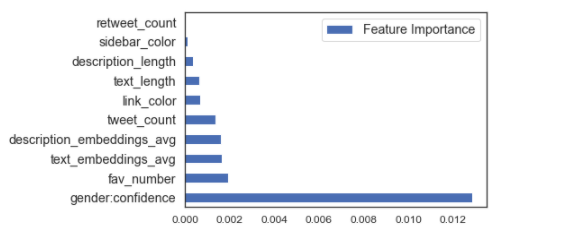 retweet_count
Feature Importance
sidebar_color
description_length
text_length
link_color
tweet_count
description_embeddings_avg
text_embeddings_avg
fav_number
gender:confidence
0.000 0.002 0.004 0.006 0.008 0.010 0.012